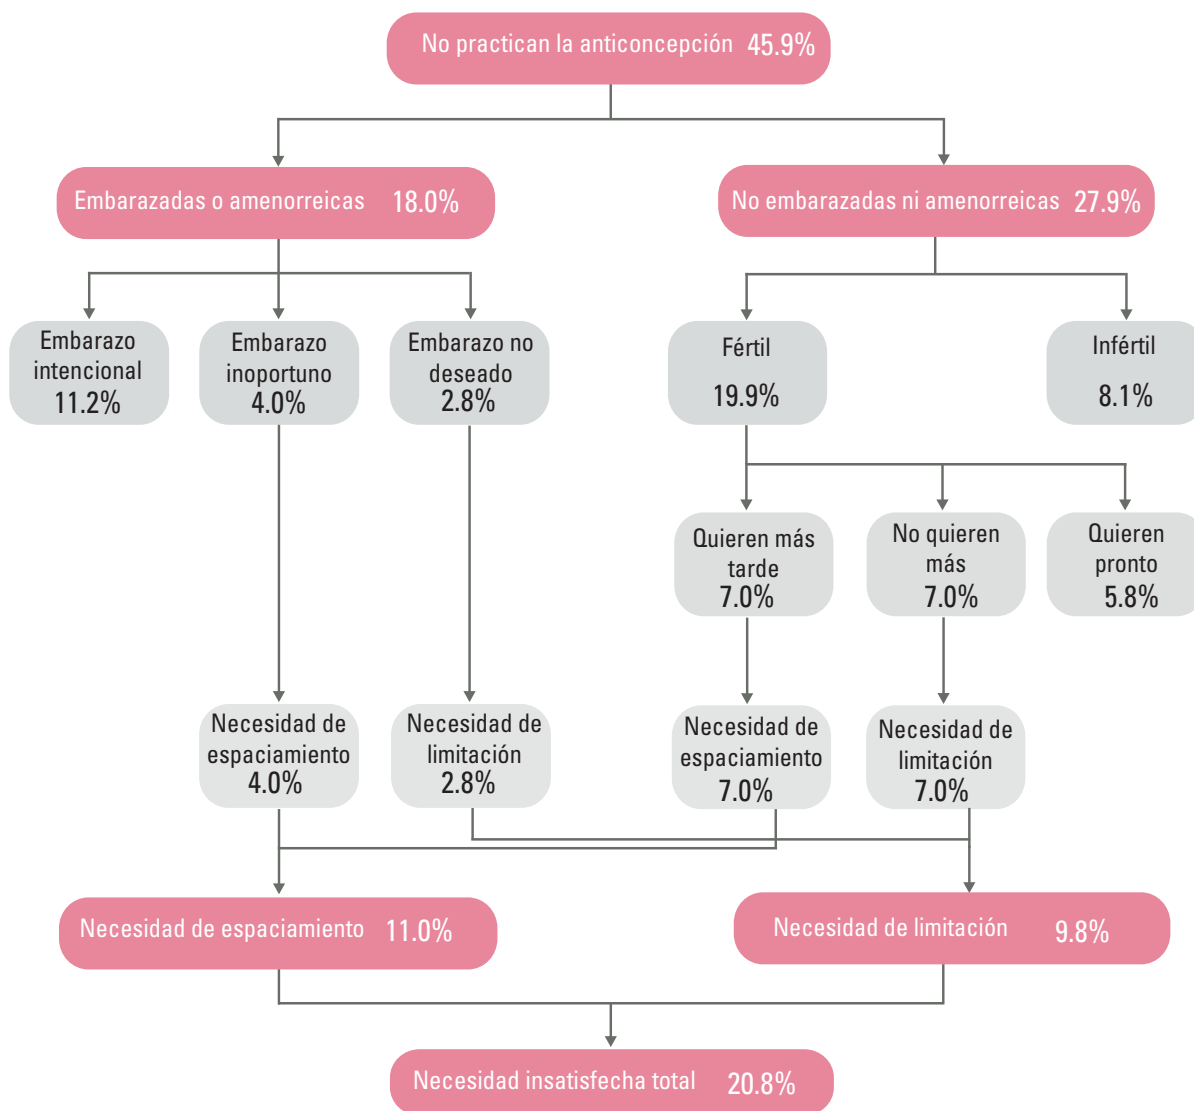 No practican la anticoncepción 45.9%
Embarazadas o amenorreicas 18.0%
No embarazadas ni amenorreicas 27.9%
Embarazo
intencional
11.2%
Embarazo
inoportuno
4.0%
Embarazo no
deseado
2.8%
Fértil
19.9%
Infértil
8.1%
Quieren más
tarde
7.0%
No quieren
más
7.0%
Quieren
pronto
5.8%
Necesidad de
espaciamiento
4.0%
Necesidad de
limitación
2.8%
Necesidad de
espaciamiento
7.0%
Necesidad de
limitación
7.0%
Necesidad de espaciamiento 11.0%
Necesidad de limitación 9.8%
Necesidad insatisfecha total 20.8%